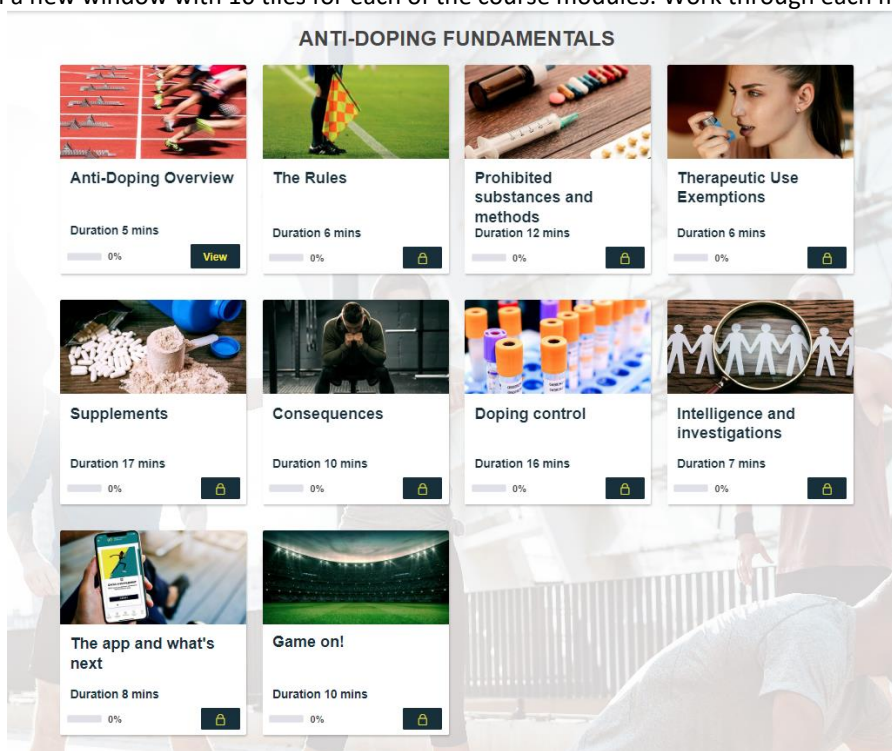 a new window with 10 tiles for each of the course modules. Work through each
ANTI-DOPING FUNDAMENTALS
Anti-Doping Overview
Duration 5 mins
0%
View
The Rules
Duration 6 mins
0%
Prohibited
substances and
methods
Duration 12 mins
0%
Therapeutic Use
Exemptions
Duration 6 mins
0%
Supplements
Duration 17 mins
0%
Consequences
Duration 10 mins
0%
Doping control
Duration 16 mins
0%
Intelligence and
investigations
Duration 7 mins
0%
The app and what's
next
Duration 8 mins
0%
Game on!
Duration 10 mins
0%